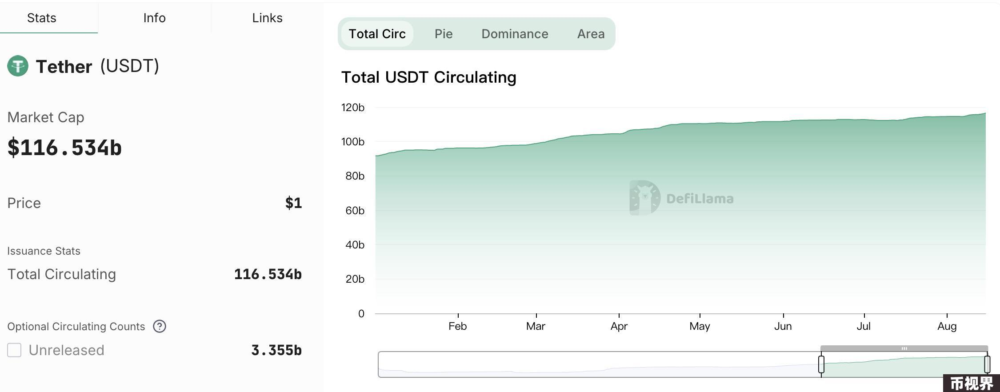 Stats
Info
Links
Tether (USDT)
Market Cap
$116.534b
Price
$1
Issuance Stats
Total Circulating
116.534b
Optional Circulating Counts ?
Unreleased
3.355b
Total Circ
Pie
Dominance
Area
Total USDT Circulating
120b
100b
80b
60b
40b
20b
0
DefiLlama
Feb
Mar
Apr
May
Jun
Jul
Aug
币视界